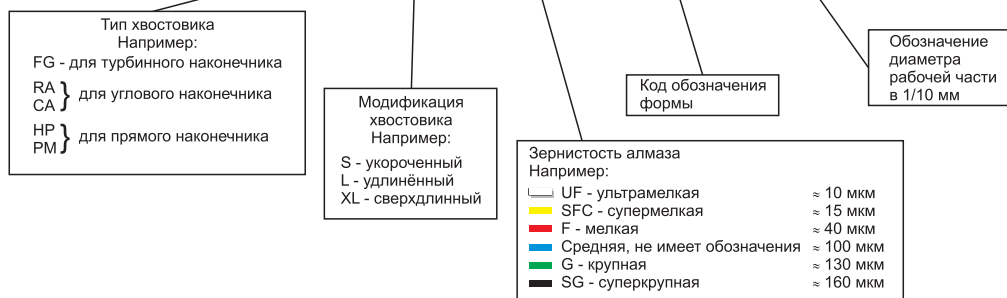 Тип хвостовика
Например:
FG - для турбинного наконечника
RA
CA } для углового наконечника
HP
PM } для прямого наконечника
Модификация
хвостовика
Например:
S - укороченный
L - удлинённый
XL - сверхдлинный
Зернистость алмаза
Например:
UF - ультрамелкая ≈ 10 мкм
SFC - супермелкая ≈ 15 мкм
F - мелкая ≈ 40 мкм
Средняя, не имеет обозначения ≈ 100 мкм
G - крупная ≈ 130 мкм
SG - суперкрупная ≈ 160 мкм
Код обозначения
формы
Обозначение
диаметра
рабочей части
в 1/10 мм